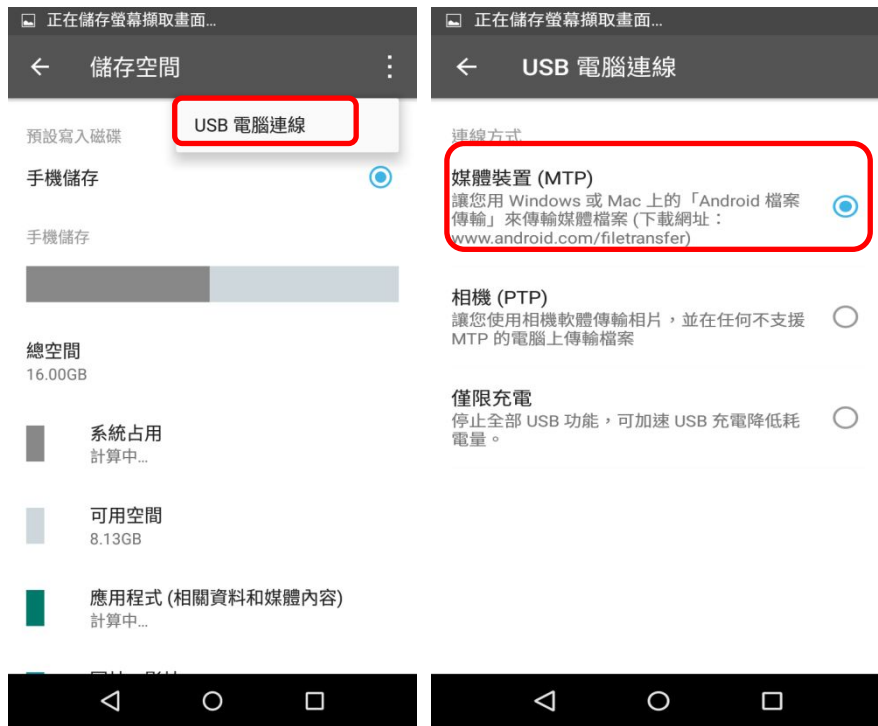 正在儲存螢幕擷取畫面...
儲存空間
USB 電腦連線
預設寫入磁碟
手機儲存
手機儲存
總空間
16.00GB
系統占用
計算中...
可用空間
8.13GB
應用程式 (相關資料和媒體內容)
計算中...
正在儲存螢幕擷取畫面...
USB 電腦連線
連線方式
媒體裝置 (MTP)
讓您用 Windows 或 Mac 上的「Android 檔案
傳輸」來傳輸媒體檔案 (下載網址：
www.android.com/filetransfer)
相機 (PTP)
讓您使用相機軟體傳輸相片，並在任何不支援
MTP 的電腦上傳輸檔案
僅限充電
停止全部 USB 功能，可加速 USB 充電降低耗
電量。